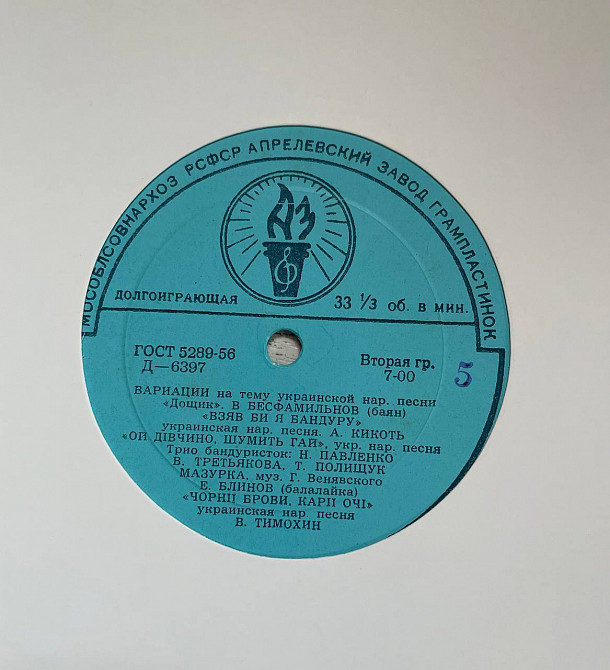 МОСОБЛСОВНАРХОЗ РСФСР АПРЕЛЕВСКИЙ ЗАВОД ГРАМПЛАСТИНОК
АЗ
ДОЛГОИГРАЮЩАЯ 33 1/3 об. в мин.
ГОСТ 5289-56 Вторая гр.
Д—6397 7-00
5
ВАРИАЦИИ на тему украинской нар. песни
«Дощик». В БЕСФАМИЛЬНОВ (баян)
«ВЗЯВ БИ Я БАНДУРУ»
украинская нар. песня. А. КИКОТЬ
«ОЙ ДІВЧИНО, ШУМИТЬ ГАЙ», укр. нар. песня
Трио бандуристок: Н. ПАВЛЕНКО
В. ТРЕТЬЯКОВА, Т. ПОЛИЩУК
МАЗУРКА, муз. Г. Венявского
Е. БЛИНОВ (балалайка)
«ЧОРНІЇ БРОВИ, КАРІЇ ОЧІ»
украинская нар. песня
В. ТИМОХИН